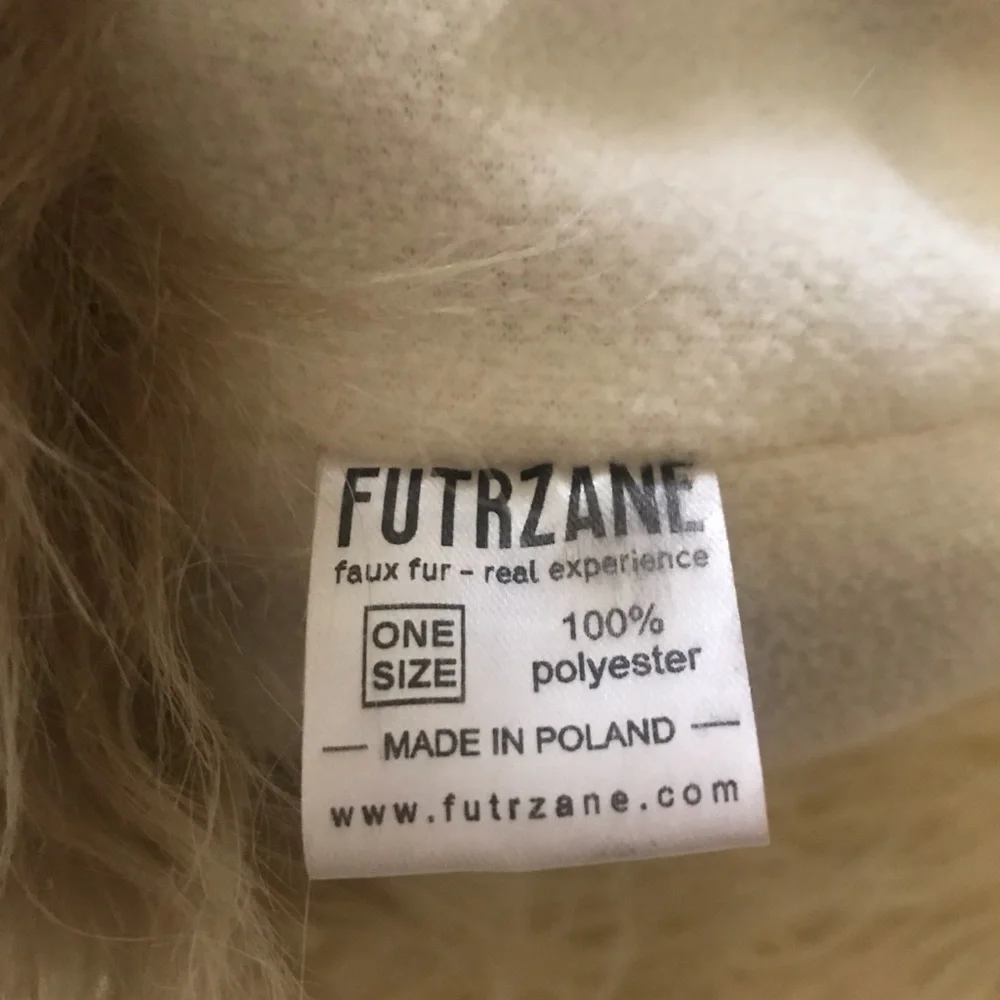 FUTRZANE
faux fur - real experience
ONE
SIZE
100%
polyester
MADE IN POLAND
www.futrzane.com